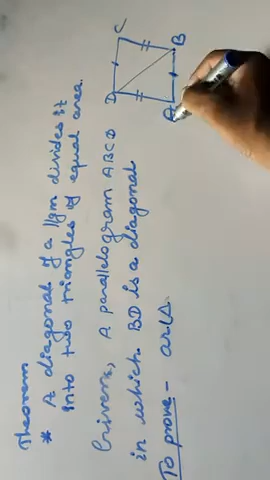 Theorem
* A diagonal of a ||gm divides it
into two triangles of equal area.
Given, A parallelogram ABCD
in which BD is a diagonal
To prove - ar(Δ
D
C
A
B